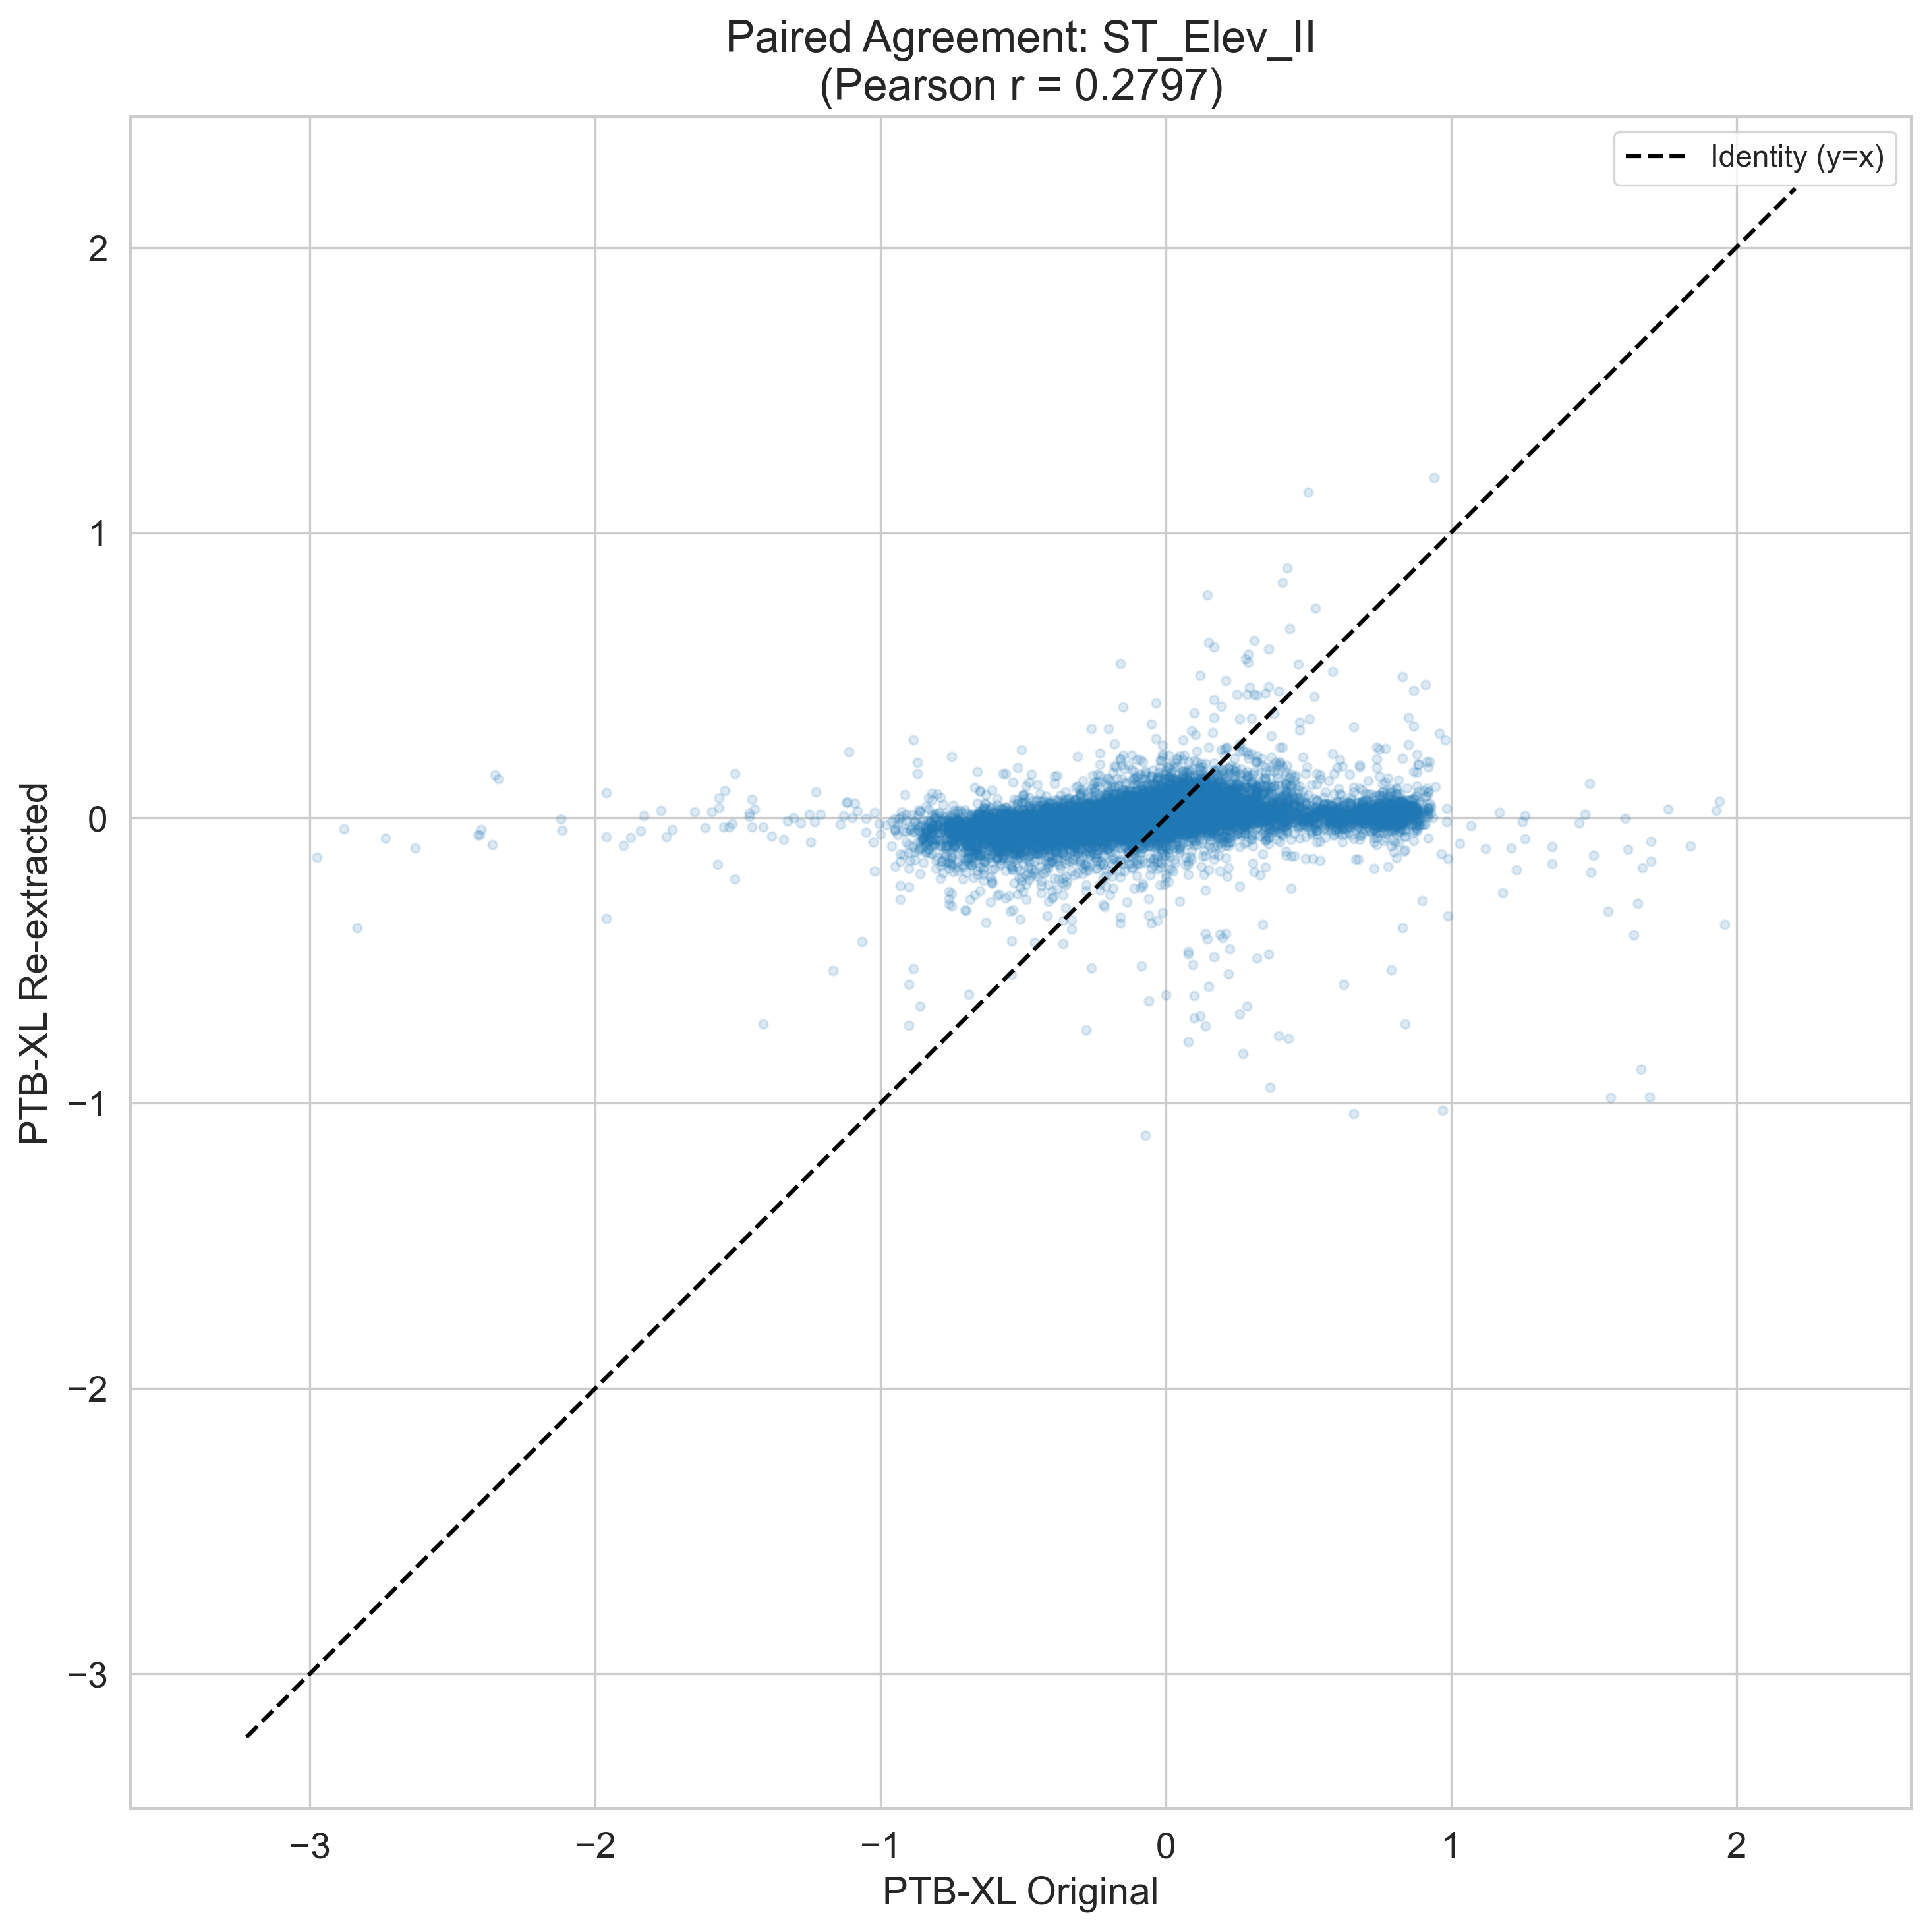 Paired Agreement: ST_Elev_II
(Pearson r = 0.2797)
Identity (y=x)
2
1
0
−1
−2
−3
PTB-XL Re-extracted
−3
−2
−1
0
1
2
PTB-XL Original